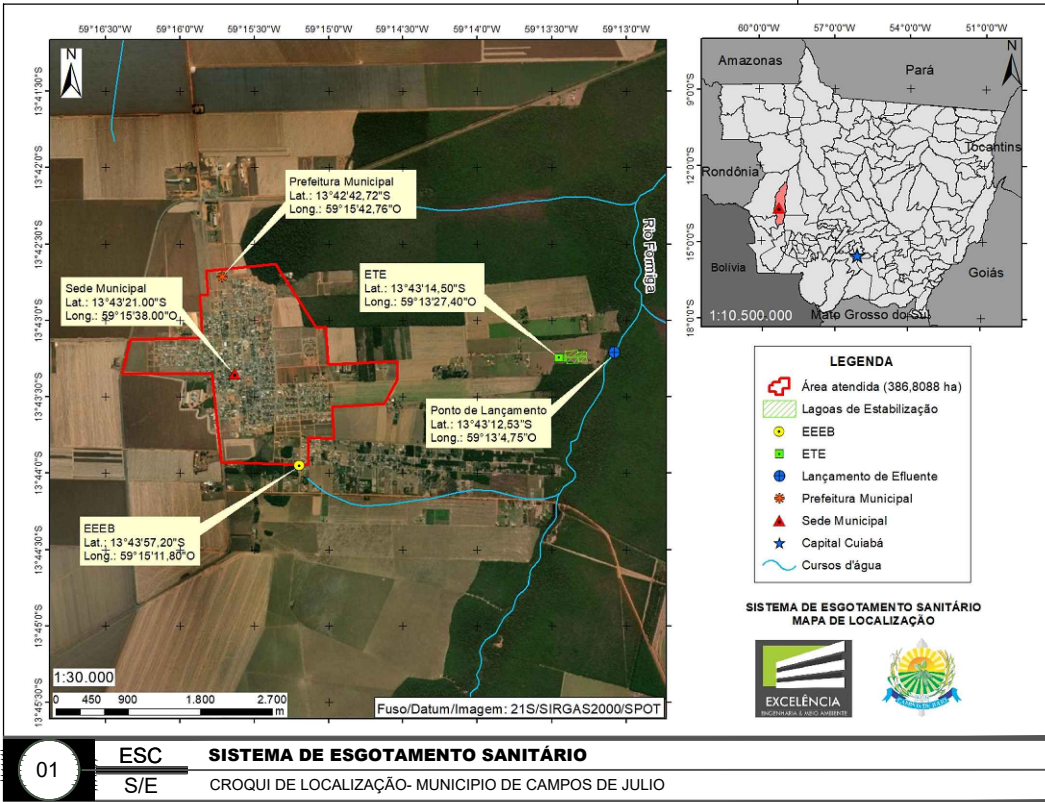 59°16'30"O 59°16'0"O 59°15'30"O 59°15'0"O 59°14'30"O 59°14'0"O 59°13'30"O 59°13'0"O
N
13°41'30"S
13°42'0"S
13°42'30"S
13°43'0"S
13°43'30"S
13°44'0"S
13°44'30"S
13°45'0"S
13°45'30"S
Prefeitura Municipal
Lat.: 13°42'42,72"S
Long.: 59°15'42,76"O
Rio Formiga
Sede Municipal
Lat.: 13°43'21.00"S
Long.: 59°15'38.00"O
ETE
Lat.: 13°43'14,50"S
Long.: 59°13'27,40"O
Ponto de Lançamento
Lat.: 13°43'12,53"S
Long.: 59°13'4,75"O
EEEB
Lat.: 13°43'57,20"S
Long.: 59°15'11,80"O
1:30.000
0 450 900 1.800 2.700
m
Fuso/Datum/Imagem: 21S/SIRGAS2000/SPOT
60°0'0"O 57°0'0"O 54°0'0"O 51°0'0"O
N
9°0'0"S
12°0'0"S
15°0'0"S
18°0'0"S
Amazonas
Pará
Tocantins
Rondônia
Bolívia
Goiás
Mato Grosso do Sul
1:10.500.000
LEGENDA
Área atendida (386,8088 ha)
Lagoas de Estabilização
EEEB
ETE
Lançamento de Efluente
Prefeitura Municipal
Sede Municipal
Capital Cuiabá
Cursos d'água
SISTEMA DE ESGOTAMENTO SANITÁRIO
MAPA DE LOCALIZAÇÃO
EXCELÊNCIA
ENGENHARIA & MEIO AMBIENTE
CAMPOS DE JÚLIO
01
ESC
S/E
SISTEMA DE ESGOTAMENTO SANITÁRIO
CROQUI DE LOCALIZAÇÃO- MUNICIPIO DE CAMPOS DE JULIO